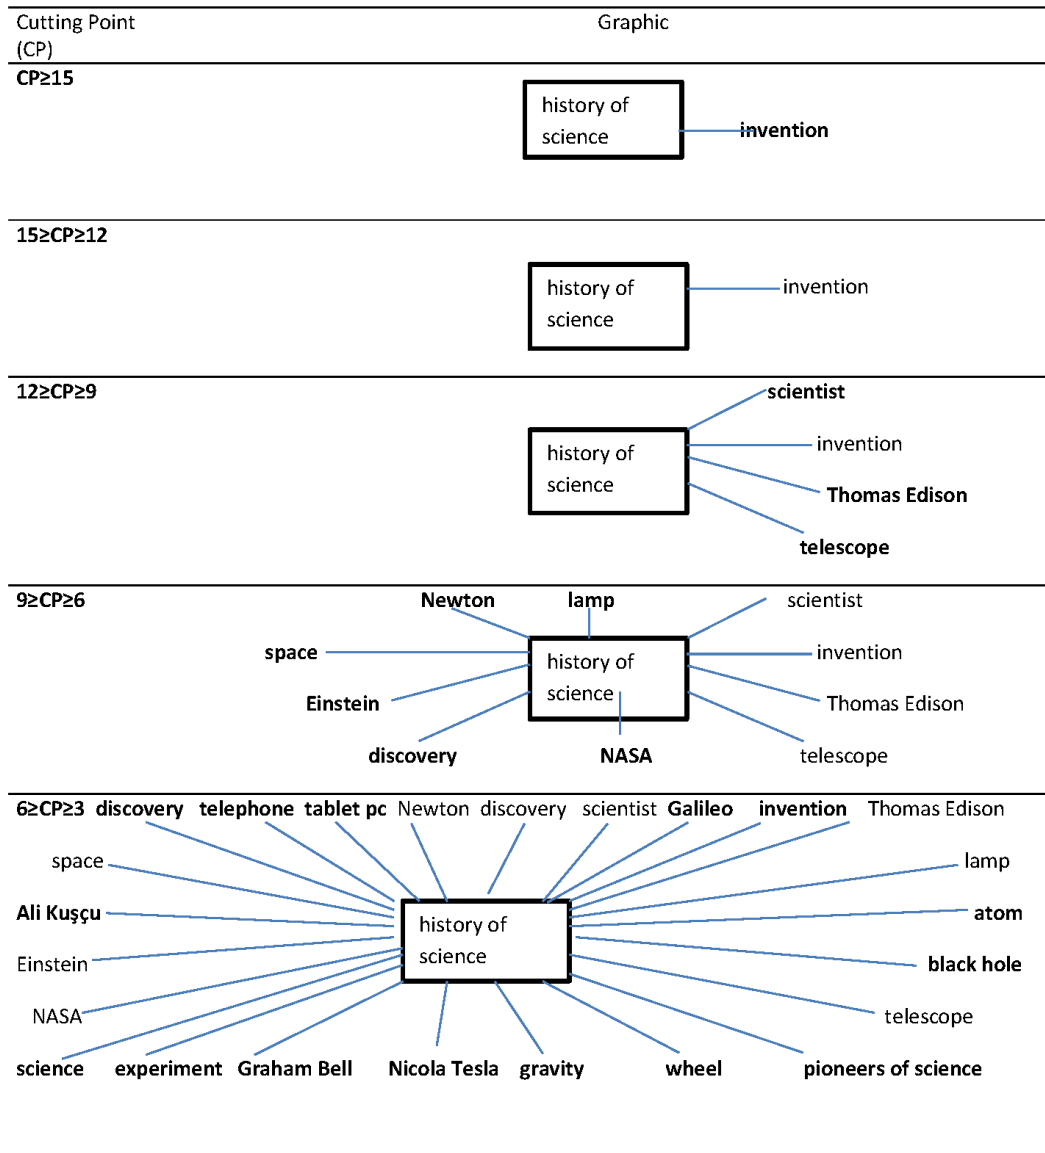 Cutting Point
(CP)
Graphic
CP≥15
history of
science
invention
15≥CP≥12
history of
science
invention
12≥CP≥9
scientist
history of
science
invention
Thomas Edison
telescope
9≥CP≥6
Newton
lamp
scientist
space
history of
science
invention
Einstein
Thomas Edison
discovery
NASA
telescope
6≥CP≥3 discovery telephone tablet pc Newton discovery scientist Galileo invention Thomas Edison
space
lamp
Ali Kuşçu
history of
science
atom
Einstein
black hole
NASA
telescope
science experiment Graham Bell Nicola Tesla gravity wheel pioneers of science